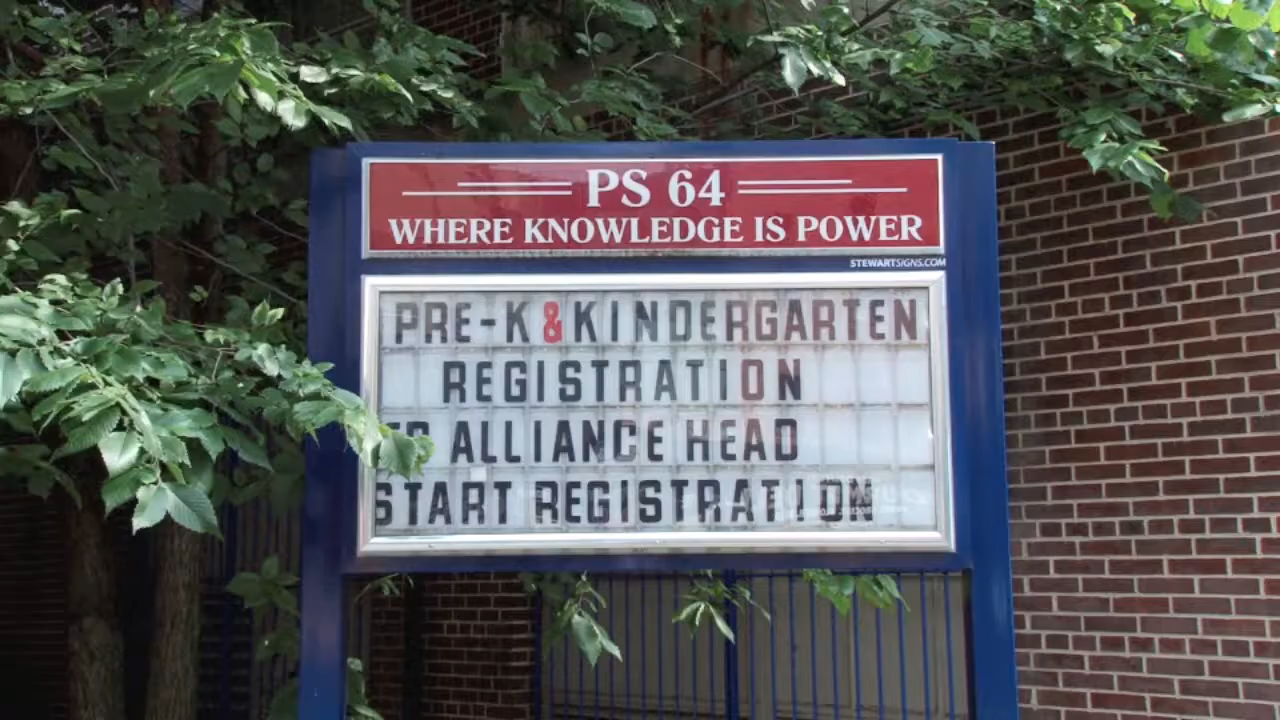 PS 64
WHERE KNOWLEDGE IS POWER
STEWARTSIGNS.COM
PRE-K & KINDERGARTEN
REGISTRATION
ALLIANCE HEAD
START REGISTRATION